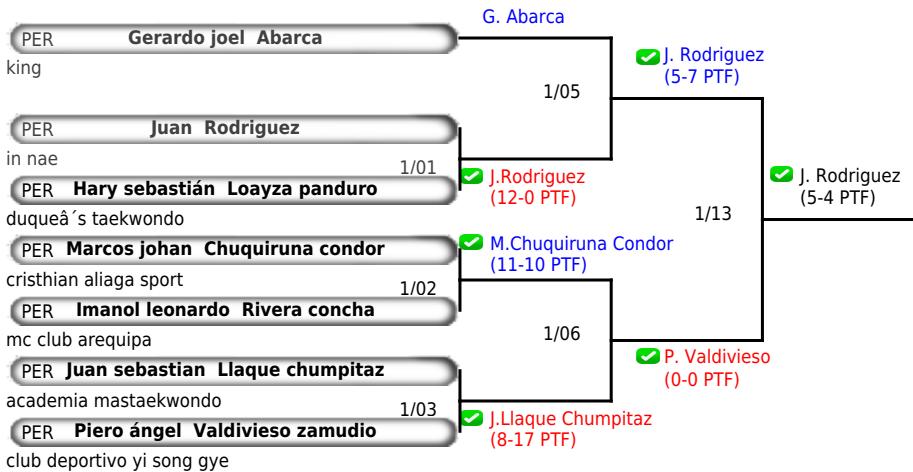 G. Abarca
PER Gerardo joel Abarca
king
J. Rodriguez
(5-7 PTF)
1/05
PER Juan Rodriguez
in nae
1/01
J.Rodriguez
(12-0 PTF)
PER Hary sebastián Loayza panduro
duqueâ´s taekwondo
J. Rodriguez
(5-4 PTF)
1/13
PER Marcos johan Chuquiruna condor
cristhian aliaga sport
M.Chuquiruna Condor
(11-10 PTF)
1/02
PER Imanol leonardo Rivera concha
mc club arequipa
1/06
P. Valdivieso
(0-0 PTF)
PER Juan sebastian Llaque chumpitaz
academia mastaekwondo
1/03
J.Llaque Chumpitaz
(8-17 PTF)
PER Piero ángel Valdivieso zamudio
club deportivo yi song gye